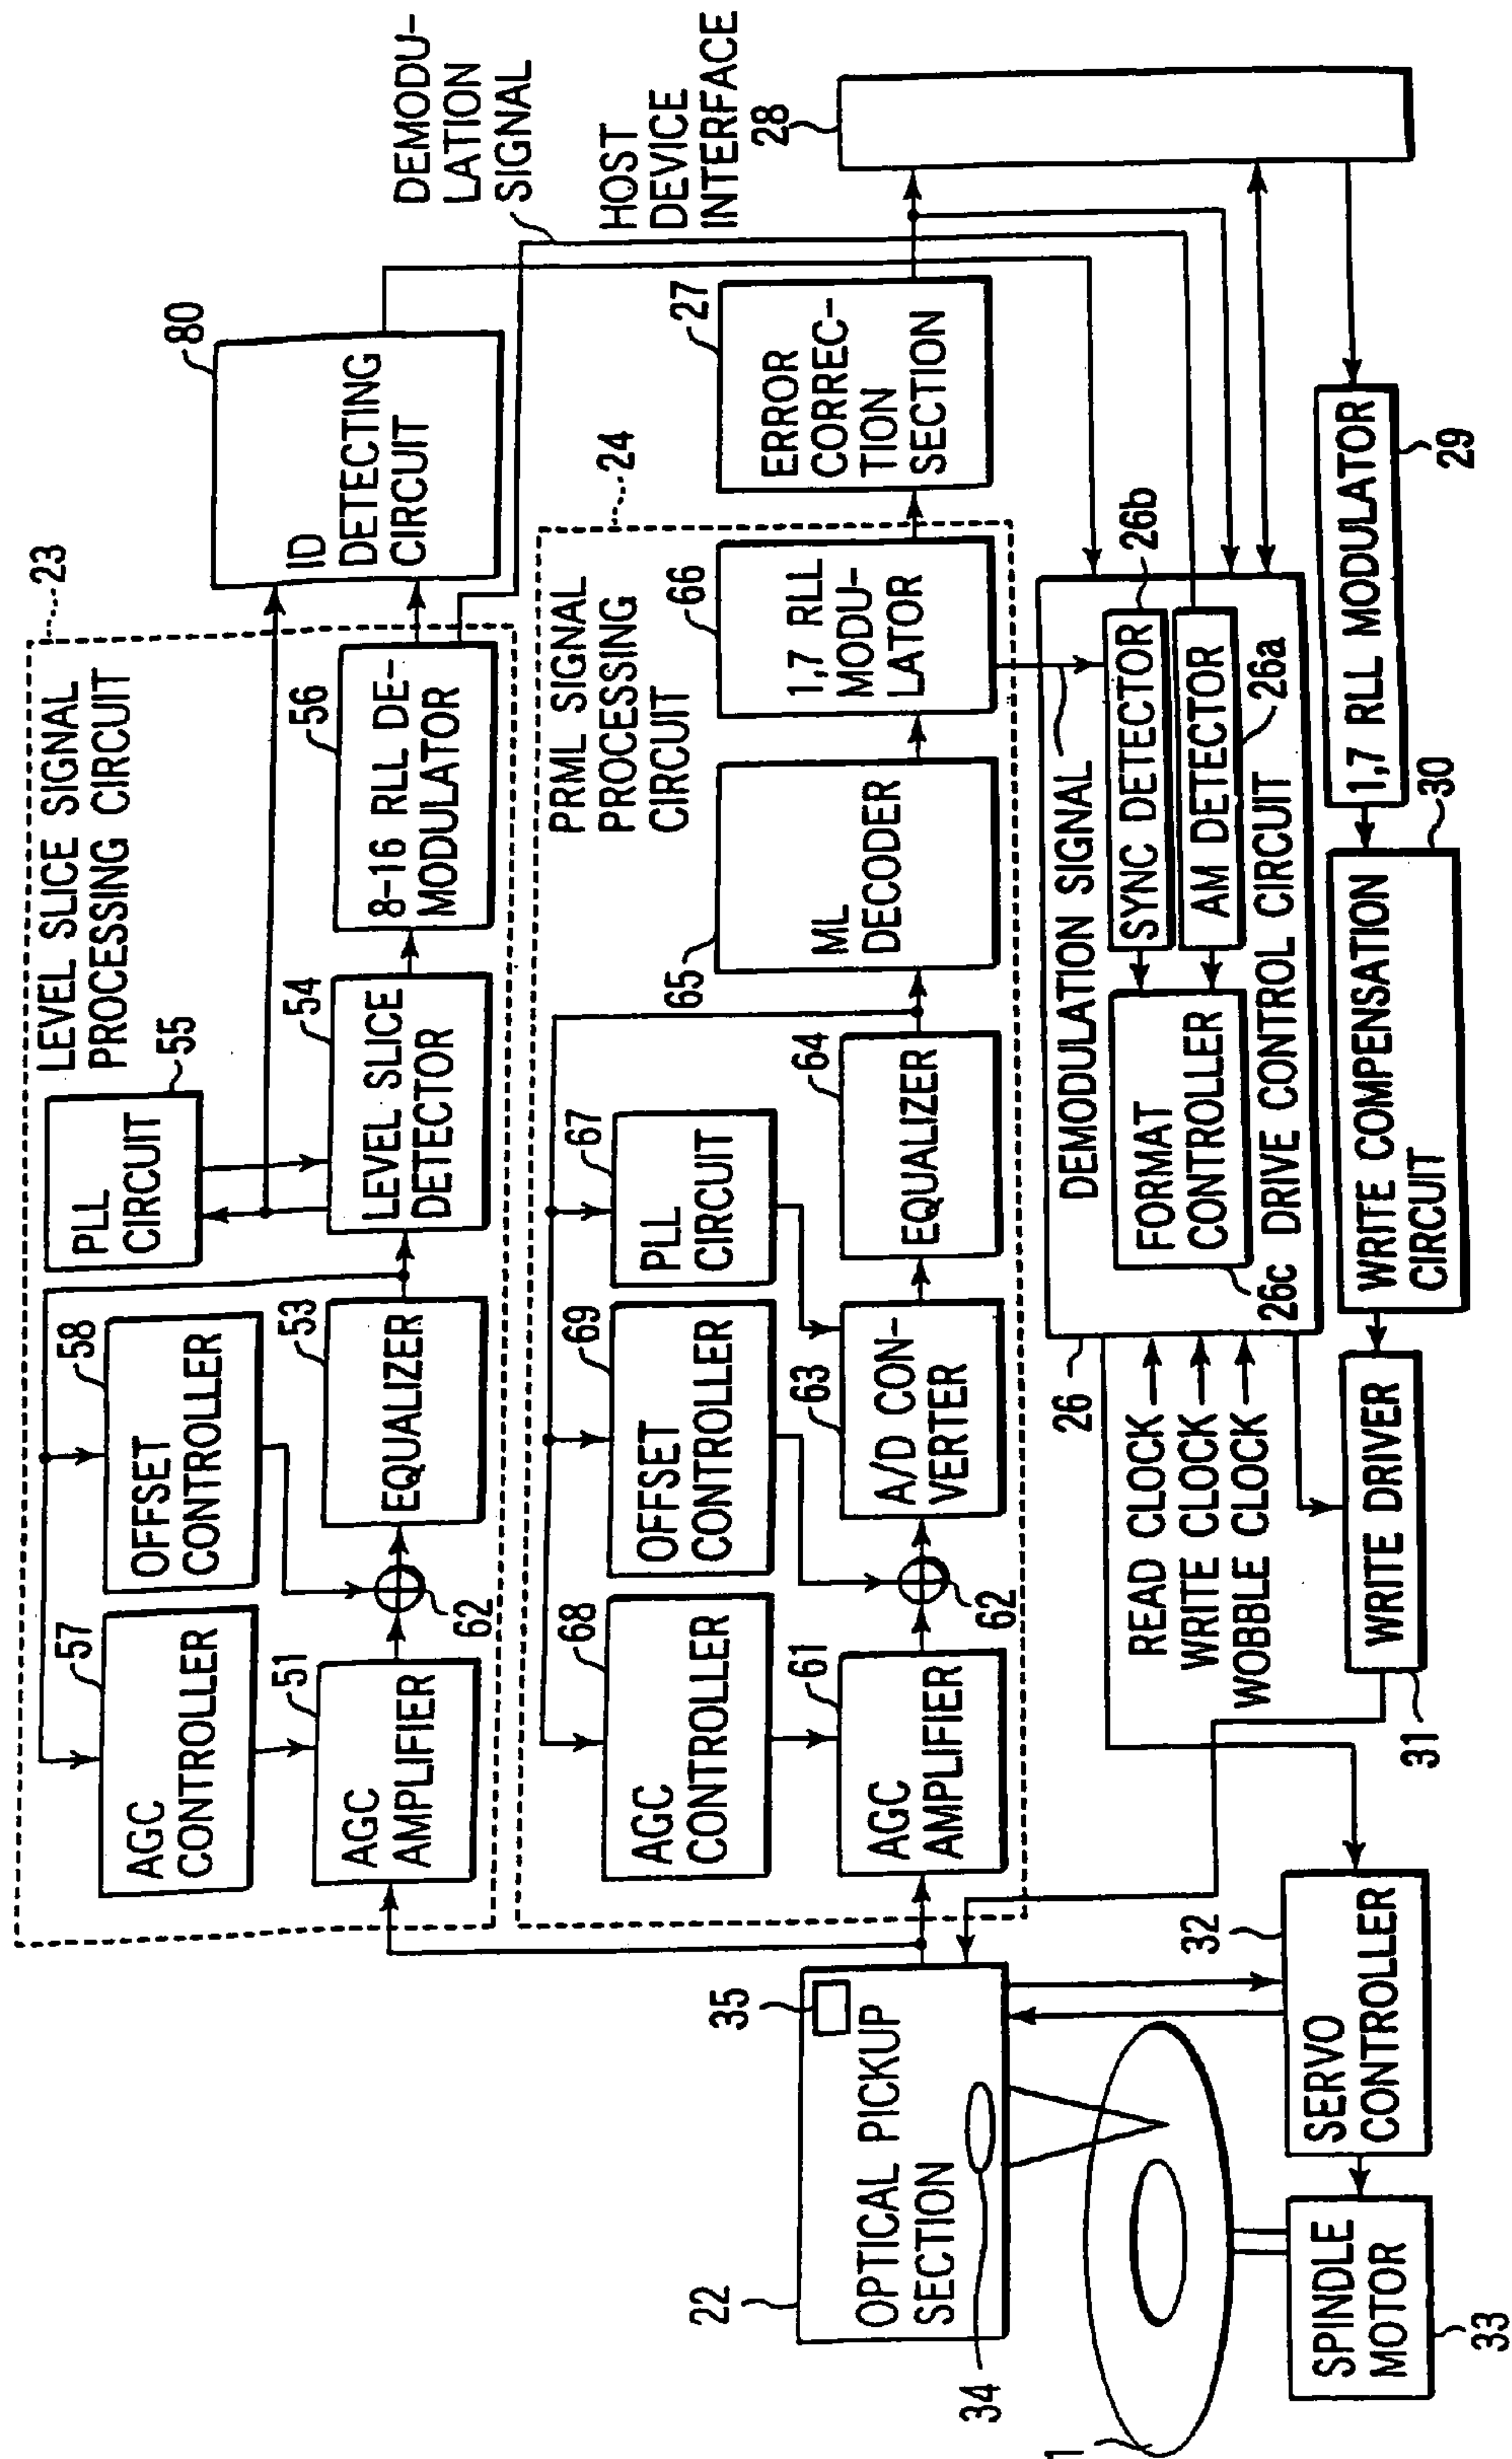 LEVEL SLICE SIGNAL
PROCESSING CIRCUIT
23
57
AGC
CONTROLLER
58
OFFSET
CONTROLLER
PLL
CIRCUIT
55
51
AGC
AMPLIFIER
62
53
EQUALIZER
54
LEVEL SLICE
DETECTOR
56
8-16 RLL DE-
MODULATOR
80
ID
DETECTING
CIRCUIT
DEMODU-
LATION
SIGNAL
PRML SIGNAL
PROCESSING
CIRCUIT
24
68
AGC
CONTROLLER
69
OFFSET
CONTROLLER
67
PLL
CIRCUIT
61
AGC
AMPLIFIER
62
63
A/D CON-
VERTER
64
EQUALIZER
65
ML
DECODER
66
1,7 RLL
MODU-
LATOR
27
ERROR
CORREC-
TION
SECTION
HOST
DEVICE
INTERFACE
28
22
35
OPTICAL PICKUP
SECTION
34
1
26
READ CLOCK
WRITE CLOCK
WOBBLE CLOCK
DEMODULATION SIGNAL
FORMAT
CONTROLLER
26c
SYNC DETECTOR
26b
AM DETECTOR
26a
DRIVE CONTROL CIRCUIT
32
SERVO
CONTROLLER
SPINDLE
MOTOR
33
WRITE DRIVER
31
WRITE COMPENSATION
CIRCUIT
30
1,7 RLL MODULATOR
29